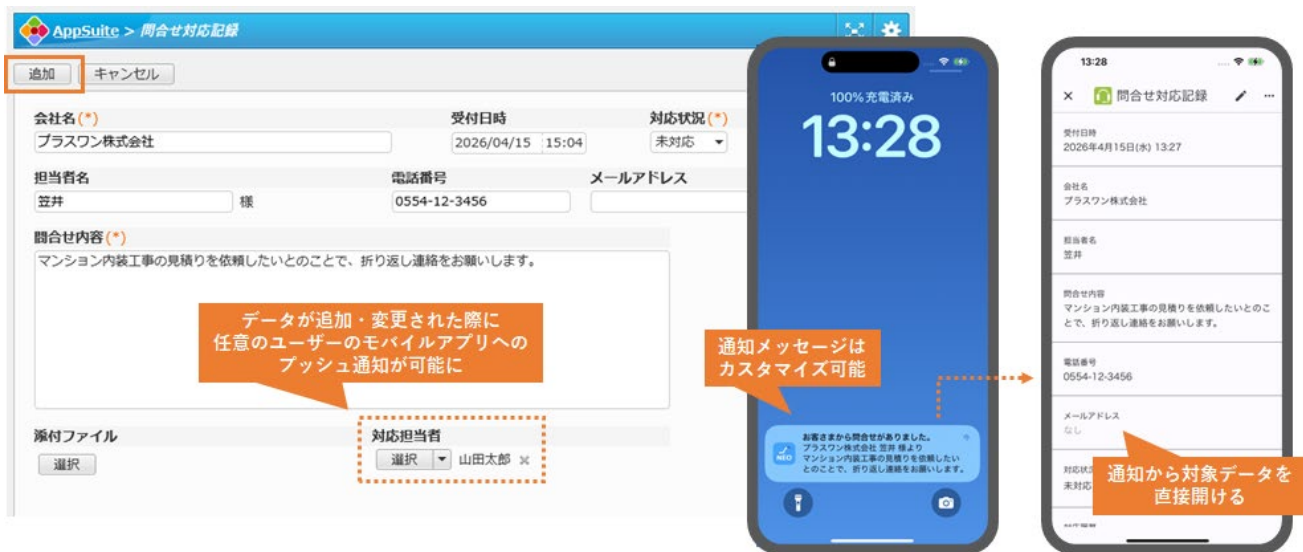 AppSuite > 問合せ対応記録
追加
キャンセル
会社名(*)
受付日時
対応状況(*)
プラスワン株式会社
2026/04/15
15:04
未対応
担当者名
電話番号
メールアドレス
笠井
様
0554-12-3456
問合せ内容(*)
マンション内装工事の見積りを依頼したいとのことで、折り返し連絡をお願いします。
データが追加・変更された際に
任意のユーザーのモバイルアプリへの
プッシュ通知が可能に
添付ファイル
選択
対応担当者
選択
山田太郎
100%充電済み
13:28
通知メッセージは
カスタマイズ可能
NEO
お客さまから問合せがありました。
プラスワン株式会社 笠井 様より
マンション内装工事の見積りを依頼したい
とのことで、折り返し連絡をお願いします。
13:28
問合せ対応記録
受付日時
2026年4月15日(水) 13:27
会社名
プラスワン株式会社
担当者名
笠井
問合せ内容
マンション内装工事の見積りを依頼したいとのこ
とで、折り返し連絡をお願いします。
電話番号
0554-12-3456
メールアドレス
なし
対応状
未対応
通知から対象データを
直接開ける